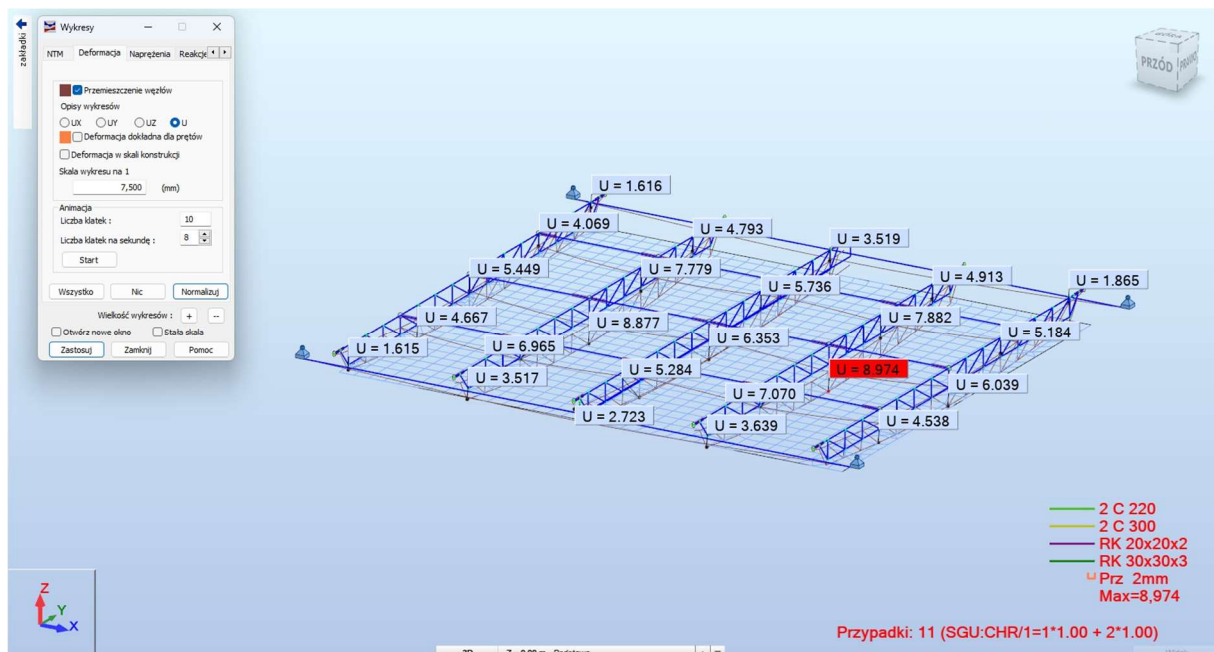 zakładki
Wykresy
NTM Deformacja Naprężenia Reakcje
Przemieszczenie węzłów
Opisy wykresów
UX UY UZ U
Deformacja dokładna dla prętów
Deformacja w skali konstrukcji
Skala wykresu na 1
7,500 (mm)
Animacja
Liczba klatek : 10
Liczba klatek na sekundę : 8
Start
Wszystko Nic Normalizuj
Wielkość wykresów : + --
Otwórz nowe okno Stała skala
Zastosuj Zamknij Pomoc
PRZÓD PRAWO
U = 1.616
U = 4.069
U = 4.793
U = 3.519
U = 5.449
U = 7.779
U = 5.736
U = 4.913
U = 1.865
U = 4.667
U = 8.877
U = 6.353
U = 7.882
U = 5.184
U = 1.615
U = 6.965
U = 5.284
U = 8.974
U = 6.039
U = 3.517
U = 7.070
U = 2.723
U = 3.639
U = 4.538
2 C 220
2 C 300
RK 20x20x2
RK 30x30x3
Prz 2mm
Max=8,974
Przypadki: 11 (SGU:CHR/1=1*1.00 + 2*1.00)
Z
Y
X